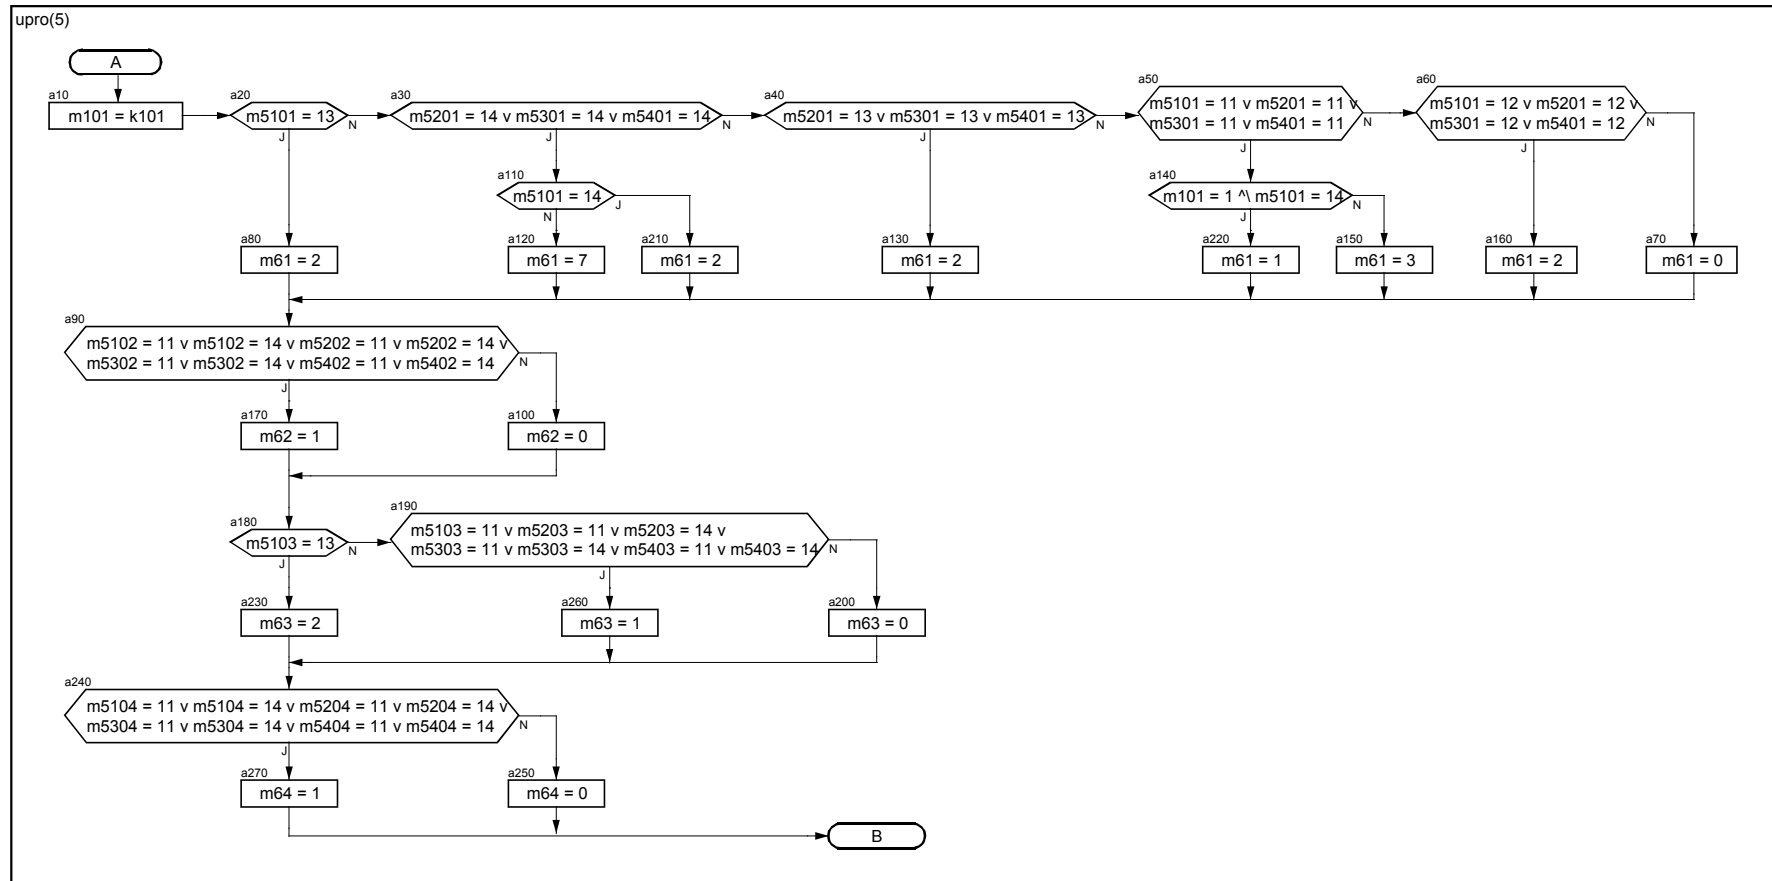 upro(5)
A
a10
m101 = k101
a20
m5101 = 13
N
J
a30
m5201 = 14 v m5301 = 14 v m5401 = 14
N
J
a40
m5201 = 13 v m5301 = 13 v m5401 = 13
N
J
a50
m5101 = 11 v m5201 = 11 v
m5301 = 11 v m5401 = 11
N
J
a60
m5101 = 12 v m5201 = 12 v
m5301 = 12 v m5401 = 12
N
J
a110
m5101 = 14
J
N
a140
m101 = 1 ^\ m5101 = 14
N
J
a80
m61 = 2
a120
m61 = 7
a210
m61 = 2
a130
m61 = 2
a220
m61 = 1
a150
m61 = 3
a160
m61 = 2
a70
m61 = 0
a90
m5102 = 11 v m5102 = 14 v m5202 = 11 v m5202 = 14 v
m5302 = 11 v m5302 = 14 v m5402 = 11 v m5402 = 14
N
J
a170
m62 = 1
a100
m62 = 0
a180
m5103 = 13
N
J
a190
m5103 = 11 v m5203 = 11 v m5203 = 14 v
m5303 = 11 v m5303 = 14 v m5403 = 11 v m5403 = 14
N
J
a230
m63 = 2
a260
m63 = 1
a200
m63 = 0
a240
m5104 = 11 v m5104 = 14 v m5204 = 11 v m5204 = 14 v
m5304 = 11 v m5304 = 14 v m5404 = 11 v m5404 = 14
N
J
a270
m64 = 1
a250
m64 = 0
B